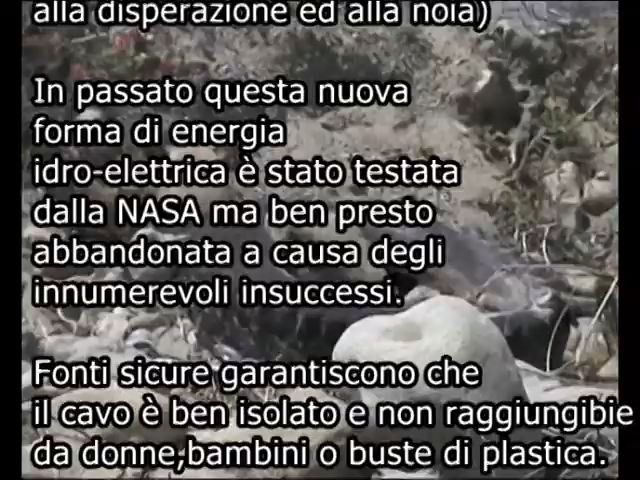 alla disperazione ed alla noia)
In passato questa nuova
forma di energia
idro-elettrica è stato testata
dalla NASA ma ben presto
abbandonata a causa degli
innumerevoli insuccessi.
Fonti sicure garantiscono che
il cavo è ben isolato e non raggiungibie
da donne,bambini o buste di plastica.